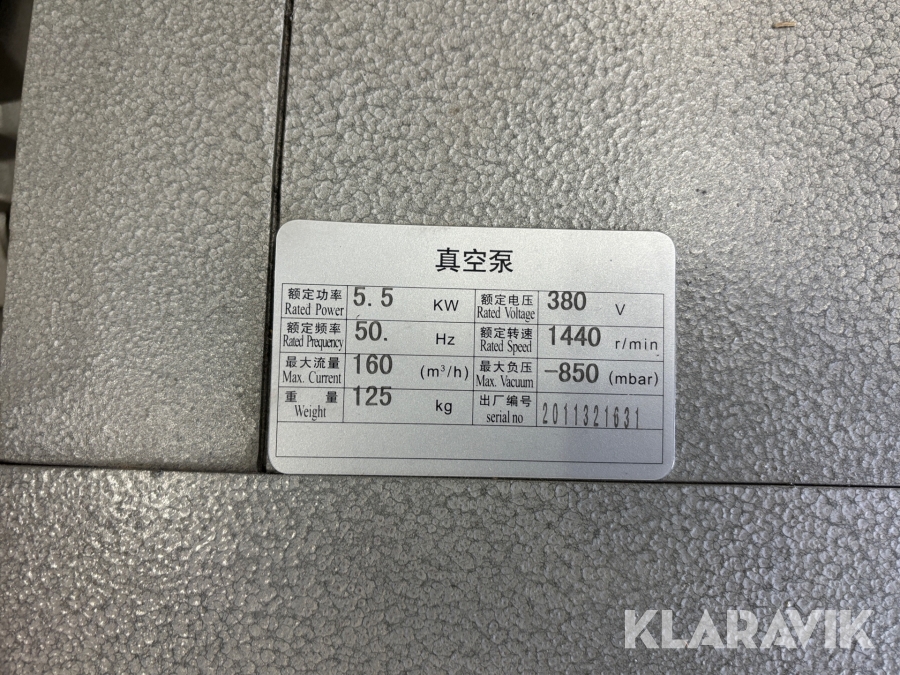 真空泵
额定功率 Rated Power 5.5 KW 额定电压 Rated Voltage 380 V
额定频率 Rated Prequency 50. Hz 额定转速 Rated Speed 1440 r/min
最大流量 Max. Current 160 (m³/h) 最大负压 Max. Vacuum -850 (mbar)
重量 Weight 125 kg 出厂编号 serial no 2011321631
KLARAVIK